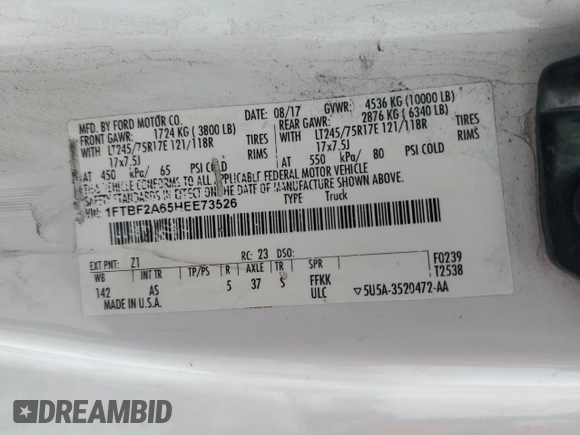 MFD. BY FORD MOTOR CO.
DATE: 08/17 GVWR: 4536 KG (10000 LB)
FRONT GAWR: 1724 KG (3800 LB)
REAR GAWR: 2876 KG (6340 LB)
WITH LT245/75R17E 121/118R TIRES
WITH LT245/75R17E 121/118R TIRES
17x7.5J RIMS
17x7.5J RIMS
AT 450 kPa/ 65 PSI COLD
AT 550 kPa/ 80 PSI COLD
THIS VEHICLE CONFORMS TO ALL APPLICABLE FEDERAL MOTOR VEHICLE
SAFETY STANDARDS IN EFFECT ON THE DATE OF MANUFACTURE SHOWN ABOVE.
VIN: 1FTBF2A65HEE73526
TYPE: Truck
EXT PNT: Z1 RC: 23 DSO:
WB INT TR TP/PS R AXLE TR SPR
F0239
T2538
142 AS 5 37 S FFKK
ULC
MADE IN U.S.A.
▽5U5A-3520472-AA
DREAMBID